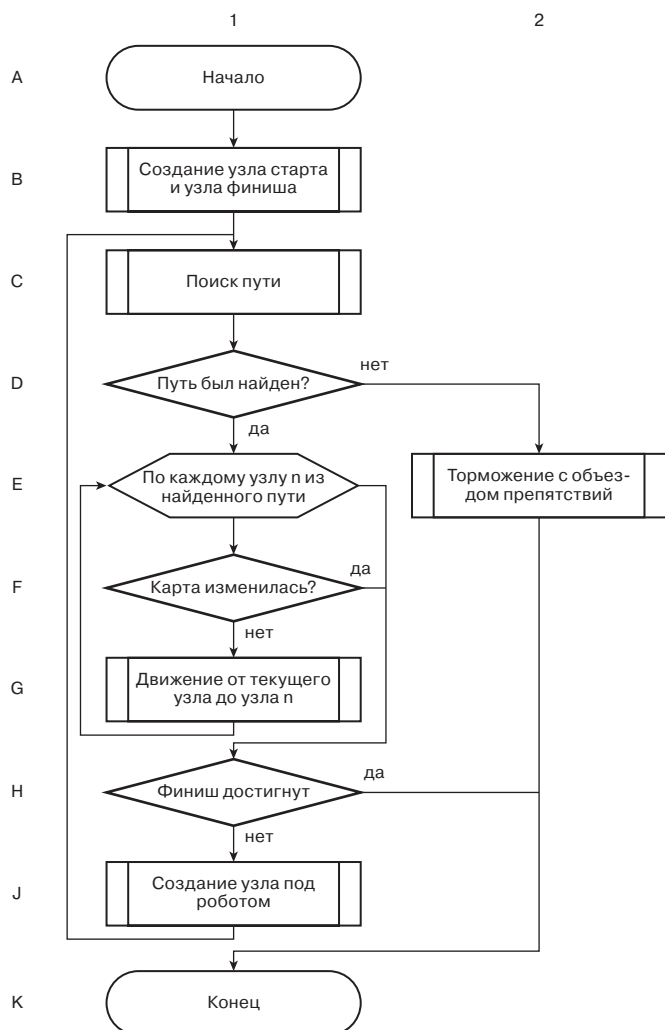 1
2
A
Начало
B
Создание узла старта
и узла финиша
C
Поиск пути
нет
D
Путь был найден?
да
E
По каждому узлу n из
найденного пути
Торможение с объез-
дом препятствий
да
F
Карта изменилась?
нет
G
Движение от текущего
узла до узла n
да
H
Финиш достигнут
нет
J
Создание узла под
роботом
K
Конец